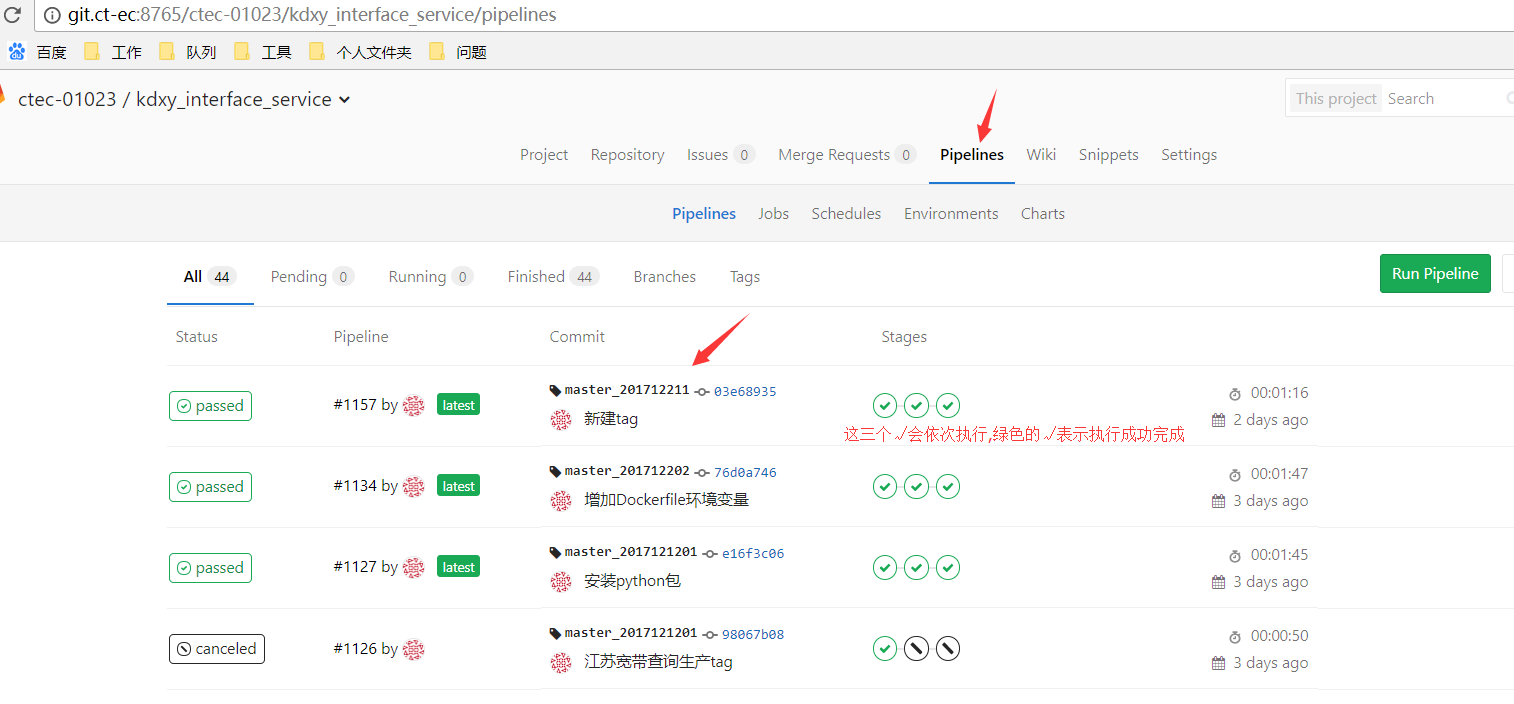 git.ct-ec:8765/ctec-01023/kdxy_interface_service/pipelines
百度 工作 队列 工具 个人文件夹 问题
ctec-01023 / kdxy_interface_service
This project Search
Project Repository Issues 0 Merge Requests 0 Pipelines Wiki Snippets Settings
Pipelines Jobs Schedules Environments Charts
All 44 Pending 0 Running 0 Finished 44 Branches Tags Run Pipeline
Status Pipeline Commit Stages
master_201712211 03e68935 00:01:16
passed #1157 by latest
新建tag 2 days ago
这三个√会依次执行,绿色的√表示执行成功完成
master_201712202 76d0a746 00:01:47
passed #1134 by latest
增加Dockerfile环境变量 3 days ago
master_2017121201 e16f3c06 00:01:45
passed #1127 by latest
安装python包 3 days ago
master_2017121201 98067b08 00:00:50
canceled #1126 by
江苏宽带查询生产tag 3 days ago